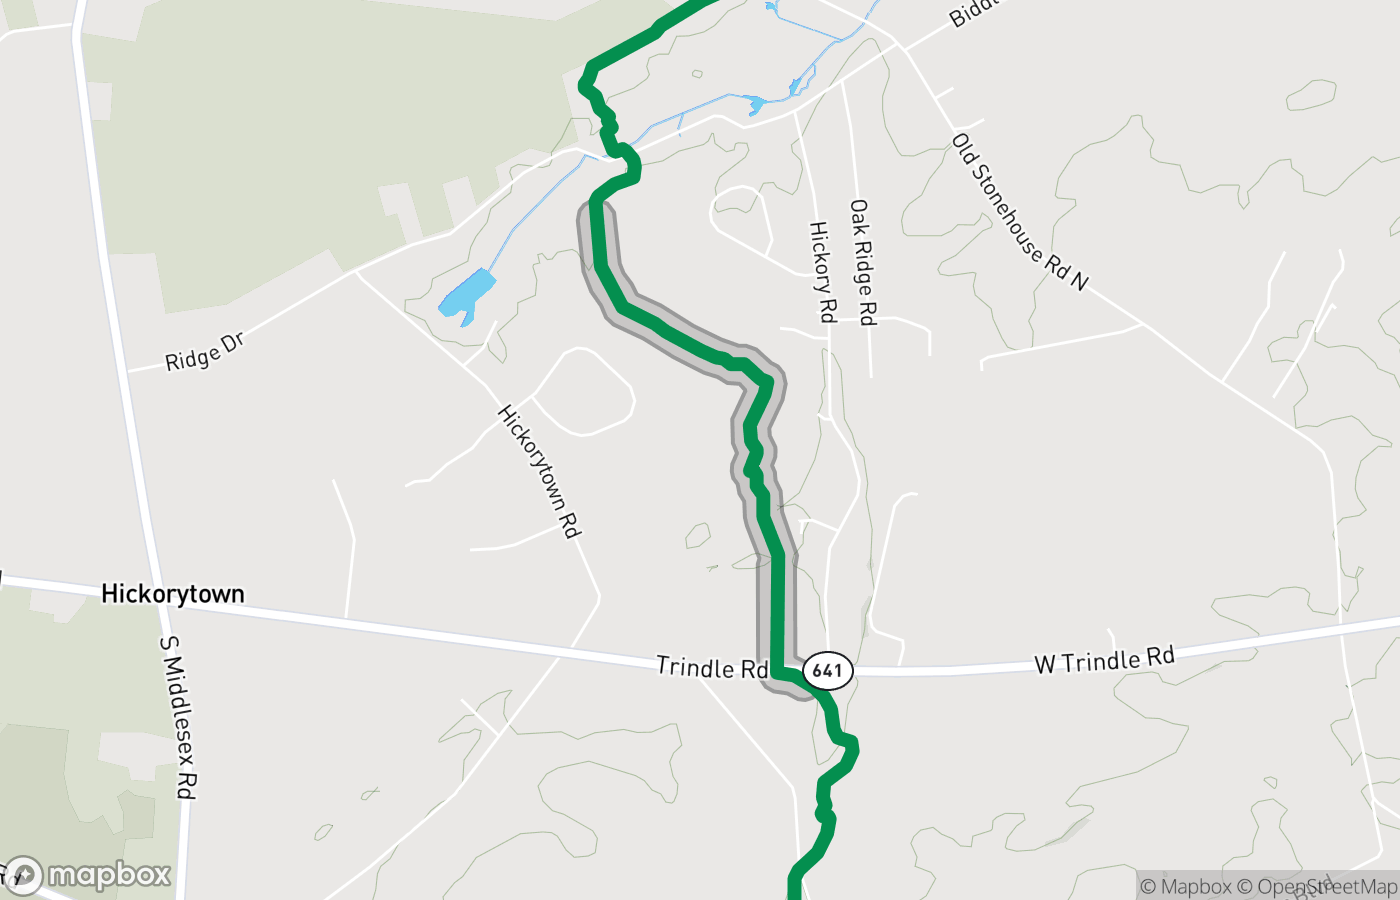 Biddl
Old Stonehouse Rd N
Oak Ridge Rd
Hickory Rd
Ridge Dr
Hickorytown Rd
Hickorytown
S Middlesex Rd
Trindle Rd
641
W Trindle Rd
mapbox
© Mapbox © OpenStreetMap